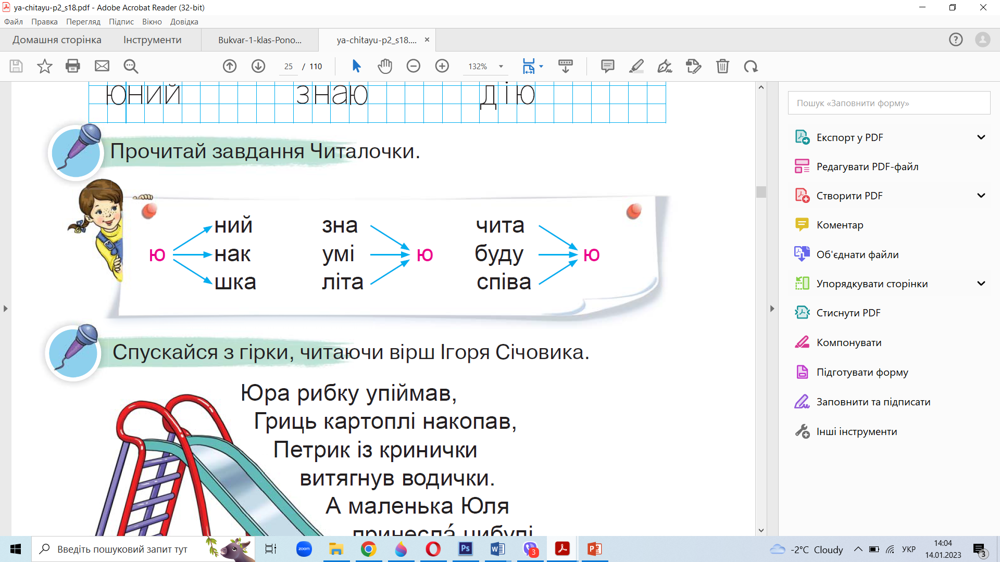 ya-chitayu-p2_s18.pdf - Adobe Acrobat Reader (32-bit)
Файл Правка Перегляд Підпис Вікно Довідка
Домашня сторінка Інструменти Bukvar-1-klas-Pono... ya-chitayu-p2_s18....
25 / 110 132%
юний знаю дію
Прочитай завдання Читалочки.
ний зна чита
ю нак умі ю буду ю
шка літа співа
Спускайся з гірки, читаючи вірш Ігоря Січовика.
Юра рибку упіймав,
Гриць картоплі накопав,
Петрик із кринички
витягнув водички.
А маленька Юля
принесла́ цибулі
Пошук «Заповнити форму»
Експорт у PDF
Редагувати PDF-файл
Створити PDF
Коментар
Об'єднати файли
Упорядкувати сторінки
Стиснути PDF
Компонувати
Підготувати форму
Заповнити та підписати
Інші інструменти
Введіть пошуковий запит тут
zoom
Ps
3
-2°C Cloudy
УКР
14:04
14.01.2023
3